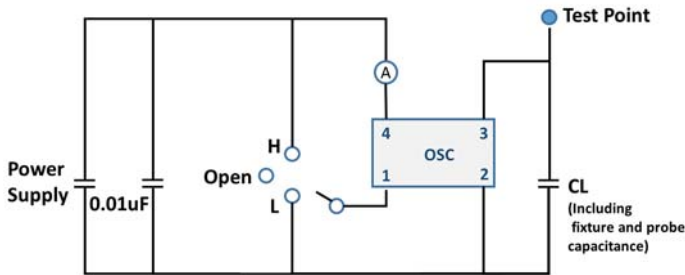 Test Point
A
4
3
H
OSC
Power
Supply
Open
1
2
0.01uF
L
CL
(Including
fixture and probe
capacitance)